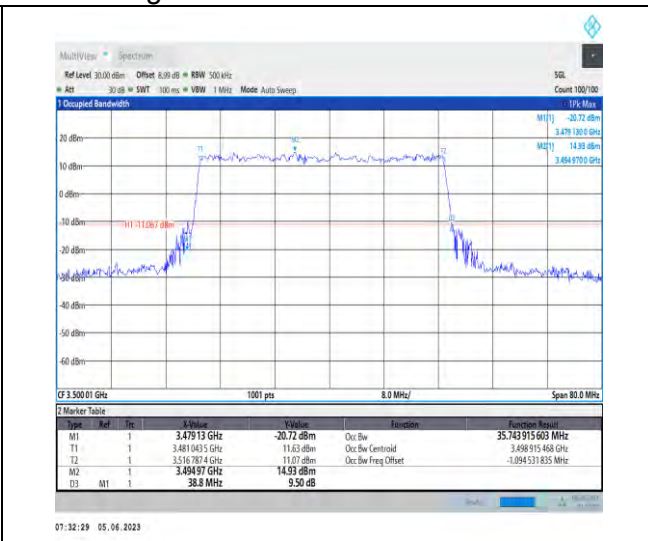 MultiView Spectrum
Ref Level 30.00 dBm Offset 8.99 dB RBW 500 kHz SGL
Att 30 dB SWT 100 ms VBW 1 MHz Mode Auto Sweep Count 100/100
1 Occupied Bandwidth 1Pk Max
M1[1] -20.72 dBm
3.479 130 0 GHz
M2[1] 14.93 dBm
3.494 970 0 GHz
20 dBm
M2
T1
T2
10 dBm
0 dBm
-10 dBm
H1 -11.067 dBm
D3
-20 dBm
-30 dBm
-40 dBm
-50 dBm
-60 dBm
CF 3.500 01 GHz 1001 pts 8.0 MHz/ Span 80.0 MHz
2 Marker Table
Type Ref Trc X-Value Y-Value Function Function Result
M1 1 3.479 13 GHz -20.72 dBm Occ Bw 35.743 915 603 MHz
T1 1 3.481 043 5 GHz 11.63 dBm Occ Bw Centroid 3.498 915 468 GHz
T2 1 3.516 787 4 GHz 11.07 dBm Occ Bw Freq Offset -1.094 531 835 MHz
M2 1 3.494 97 GHz 14.93 dBm
D3 M1 1 38.8 MHz 9.50 dB
07:32:29 05.06.2023